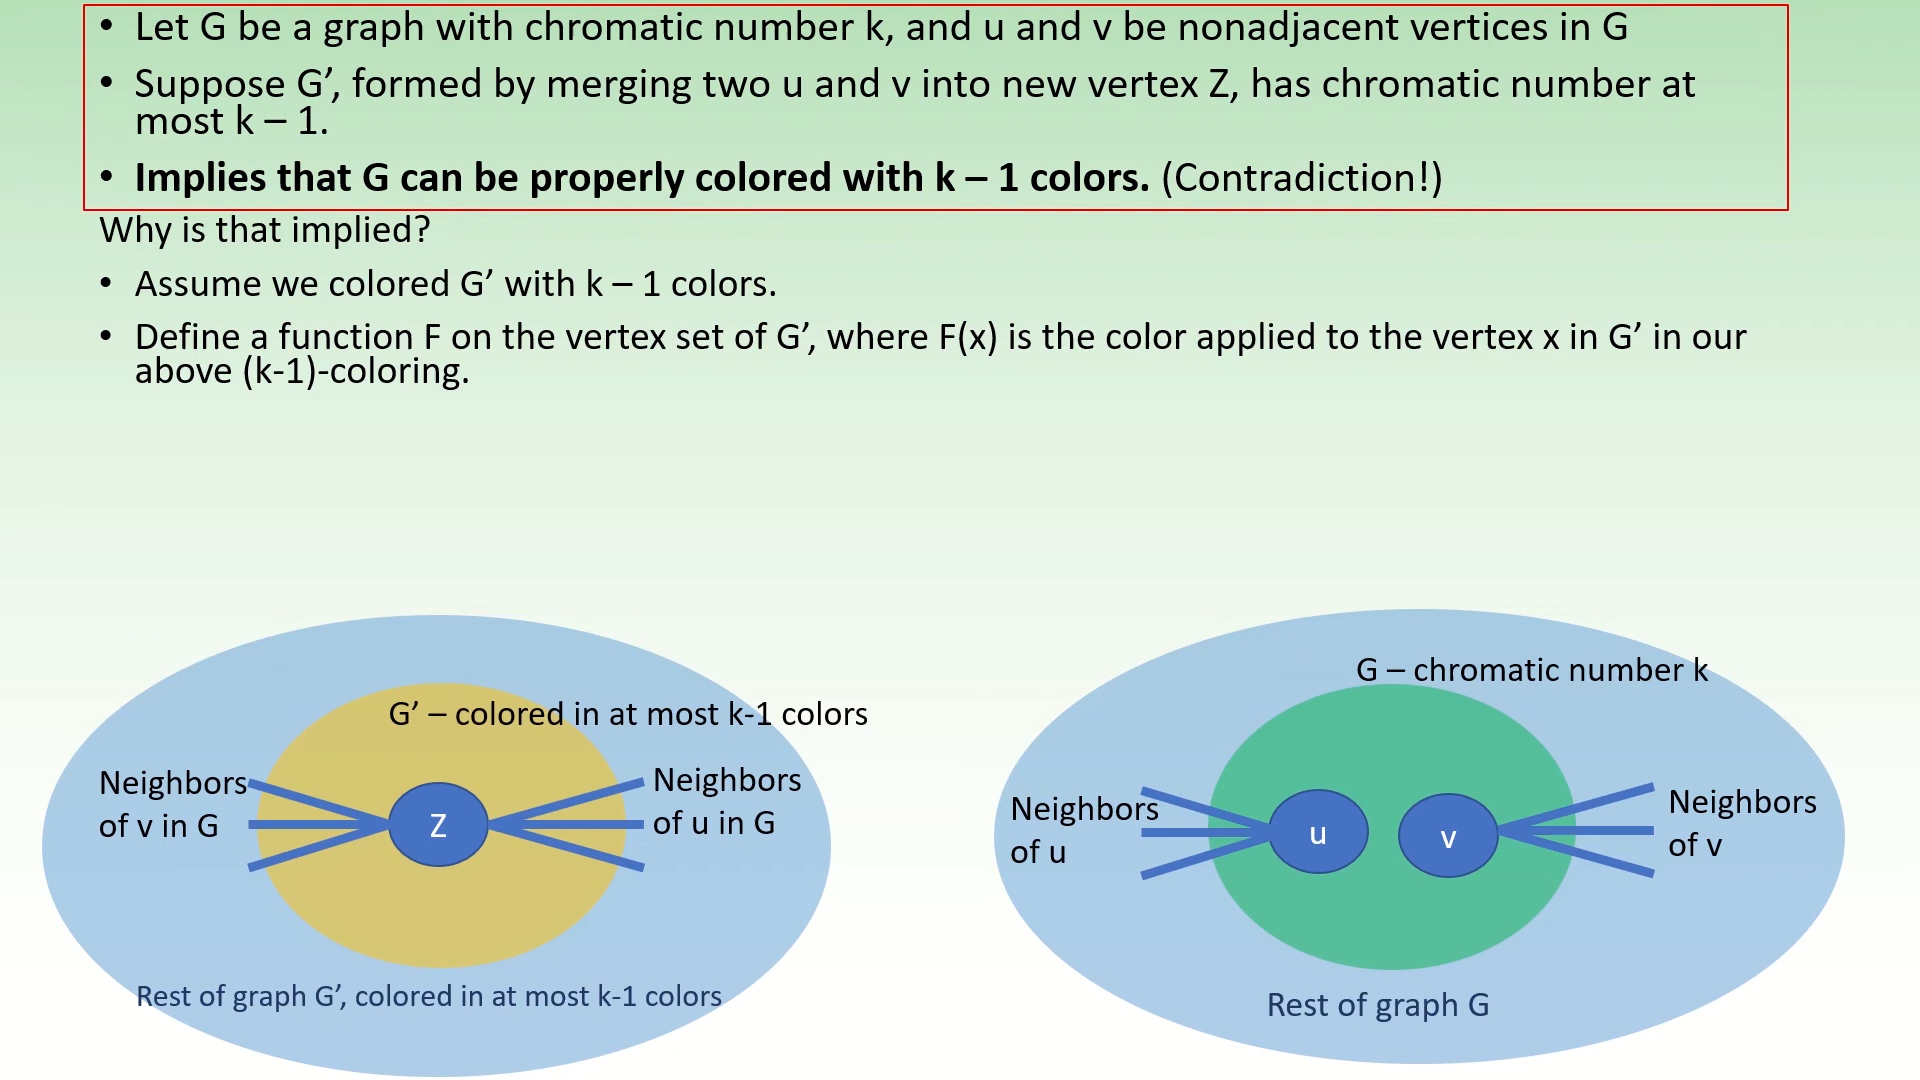 • Let G be a graph with chromatic number k, and u and v be nonadjacent vertices in G
• Suppose G’, formed by merging two u and v into new vertex Z, has chromatic number at
most k – 1.
• Implies that G can be properly colored with k – 1 colors. (Contradiction!)
Why is that implied?
• Assume we colored G’ with k – 1 colors.
• Define a function F on the vertex set of G’, where F(x) is the color applied to the vertex x in G’ in our
above (k-1)-coloring.
G’ – colored in at most k-1 colors
Neighbors
of v in G
Z
Neighbors
of u in G
Rest of graph G’, colored in at most k-1 colors
G – chromatic number k
Neighbors
of u
u
v
Neighbors
of v
Rest of graph G